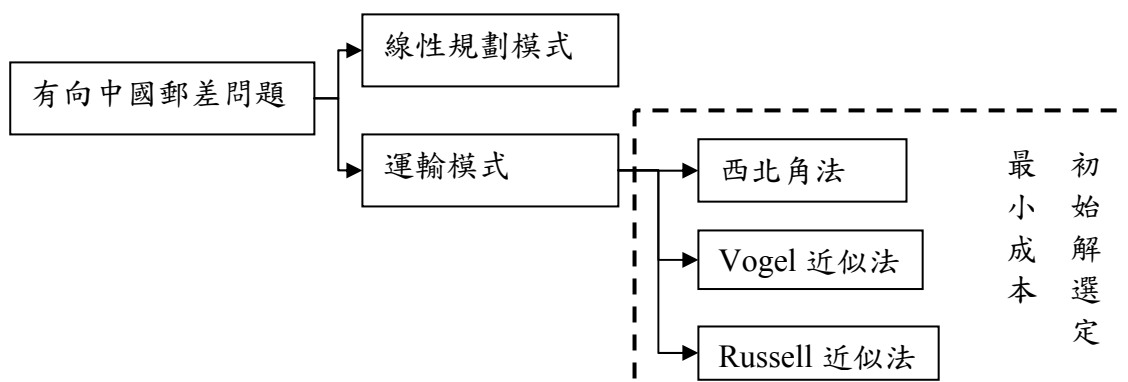 線性規劃模式
有向中國郵差問題
運輸模式
西北角法
Vogel 近似法
Russell 近似法
初始解選定
最小成本